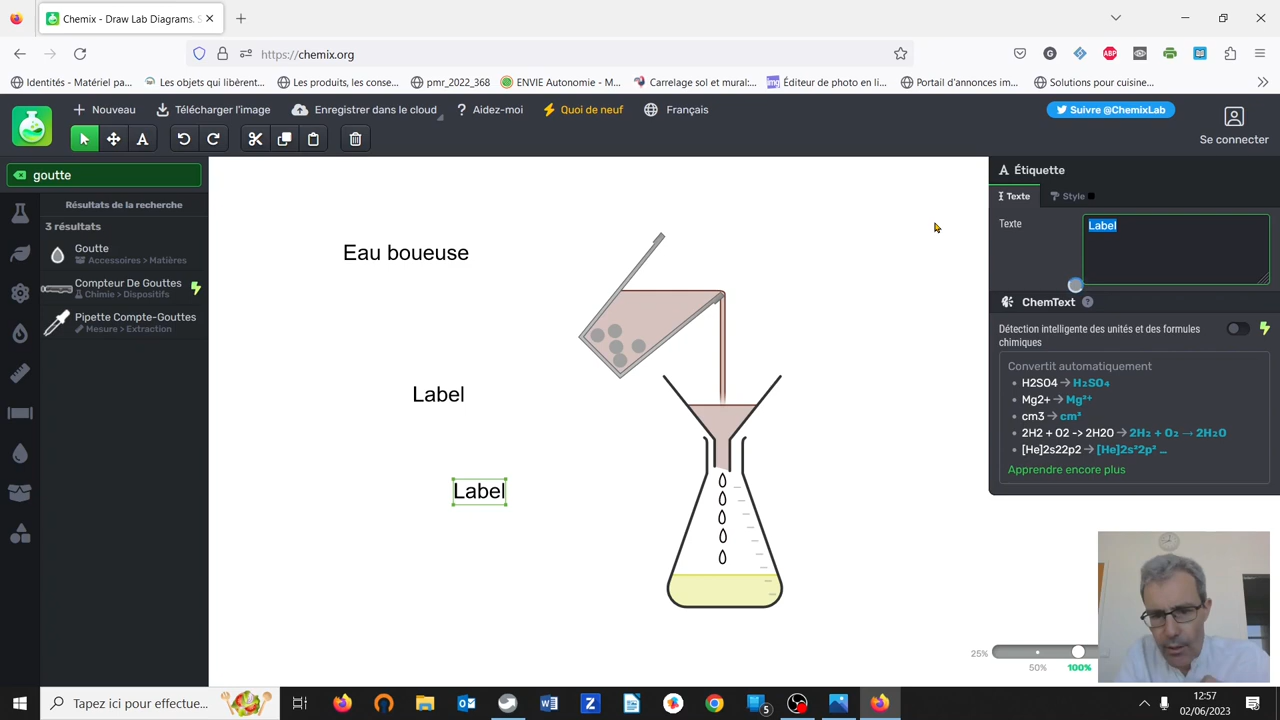 Chemix - Draw Lab Diagrams. S
https://chemix.org
Identités - Matériel pa...
Les objets qui libèrent...
Les produits, les conse...
pmr_2022_368
ENVIE Autonomie - M...
Carrelage sol et mural:...
Éditeur de photo en li...
Portail d'annonces im...
Solutions pour cuisine...
Nouveau
Télécharger l'image
Enregistrer dans le cloud
? Aidez-moi
Quoi de neuf
Français
Suivre @ChemixLab
Se connecter
goutte
Résultats de la recherche
3 résultats
Goutte
Accessoires > Matières
Compteur De Gouttes
Chimie > Dispositifs
Pipette Compte-Gouttes
Mesure > Extraction
Eau boueuse
Label
Label
A Étiquette
Texte
Style
Texte
Label
ChemText ?
Détection intelligente des unités et des formules
chimiques
Convertit automatiquement
• H2SO4 → H₂SO₄
• Mg2+ → Mg²⁺
• cm3 → cm³
• 2H2 + O2 -> 2H2O → 2H₂ + O₂ → 2H₂O
• [He]2s22p2 → [He]2s²2p² ...
Apprendre encore plus
25%
50%
100%
Tapez ici pour effectue...
5
12:57
02/06/2023